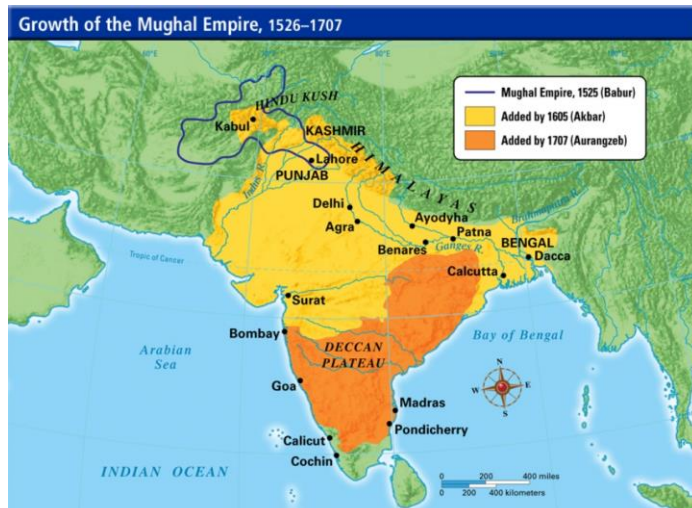 Growth of the Mughal Empire, 1526–1707
60°E
80°E
HINDU KUSH
Kabul
KASHMIR
Lahore
PUNJAB
Indus R.
HIMALAYAS
Delhi
Agra
Ayodyha
Patna
Benares
Ganges R.
Brahmaputra R.
BENGAL
Dacca
Calcutta
Tropic of Cancer
Surat
Bombay
DECCAN
PLATEAU
Arabian
Sea
Bay of Bengal
Goa
Madras
Pondicherry
Calicut
Cochin
INDIAN OCEAN
Mughal Empire, 1525 (Babur)
Added by 1605 (Akbar)
Added by 1707 (Aurangzeb)
N
W
E
S
0 200 400 miles
0 200 400 kilometers